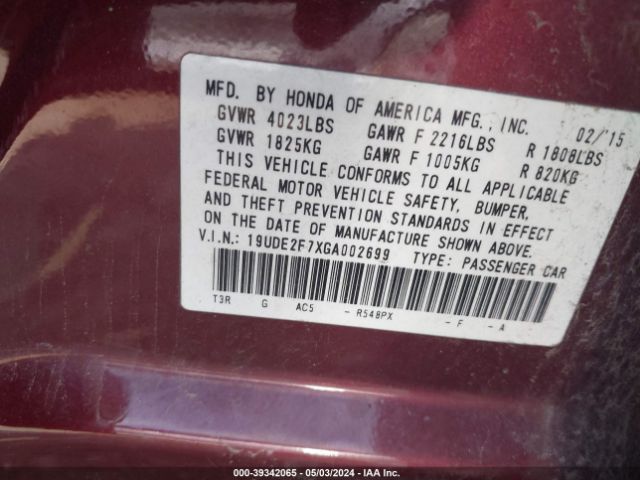 MFD. BY HONDA OF AMERICA MFG., INC. 02/'15
GVWR 4023LBS GAWR F 2216LBS R 1808LBS
GVWR 1825KG GAWR F 1005KG R 820KG
THIS VEHICLE CONFORMS TO ALL APPLICABLE
FEDERAL MOTOR VEHICLE SAFETY, BUMPER,
AND THEFT PREVENTION STANDARDS IN EFFECT
ON THE DATE OF MANUFACTURE SHOWN ABOVE.
V.I.N.: 19UDE2F7XGA002699 TYPE: PASSENGER CAR
T3R G AC5 - R548PX - F - A
000-39342065 - 05/03/2024 - IAA Inc.